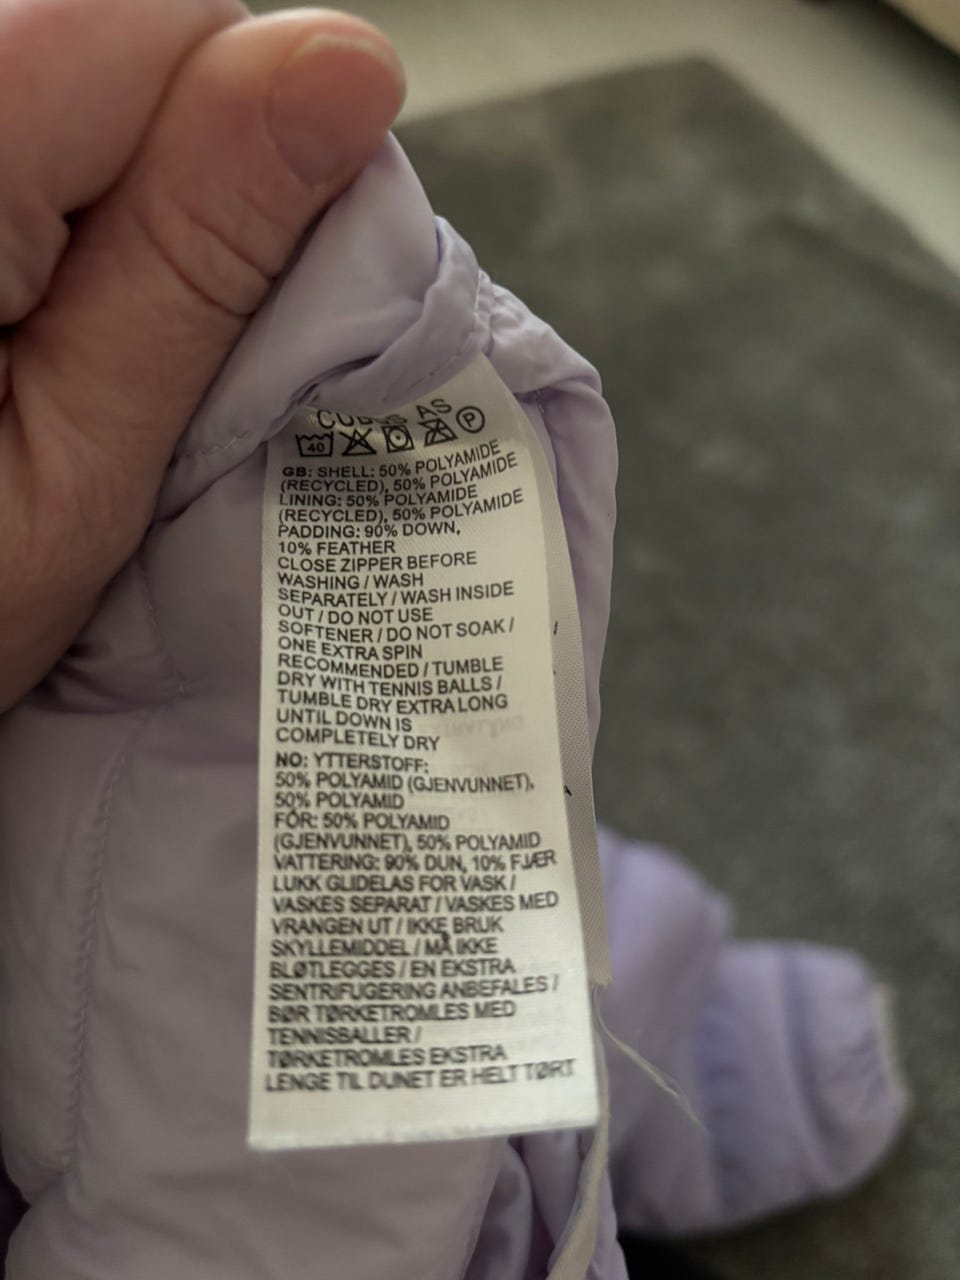 CUBUS AS
40 P
GB: SHELL: 50% POLYAMIDE
(RECYCLED), 50% POLYAMIDE
LINING: 50% POLYAMIDE
(RECYCLED), 50% POLYAMIDE
PADDING: 90% DOWN,
10% FEATHER
CLOSE ZIPPER BEFORE
WASHING / WASH
SEPARATELY / WASH INSIDE
OUT / DO NOT USE
SOFTENER / DO NOT SOAK /
ONE EXTRA SPIN
RECOMMENDED / TUMBLE
DRY WITH TENNIS BALLS /
TUMBLE DRY EXTRA LONG
UNTIL DOWN IS
COMPLETELY DRY
NO: YTTERSTOFF:
50% POLYAMID (GJENVUNNET),
50% POLYAMID
FÔR: 50% POLYAMID
(GJENVUNNET), 50% POLYAMID
VATTERING: 90% DUN, 10% FJÆR
LUKK GLIDELÅS FØR VASK /
VASKES SEPARAT / VASKES MED
VRANGEN UT / IKKE BRUK
SKYLLEMIDDEL / MÅ IKKE
BLØTLEGGES / EN EKSTRA
SENTRIFUGERING ANBEFALES /
BØR TØRKETROMLES MED
TENNISBALLER /
TØRKETROMLES EKSTRA
LENGE TIL DUNET ER HELT TØRT